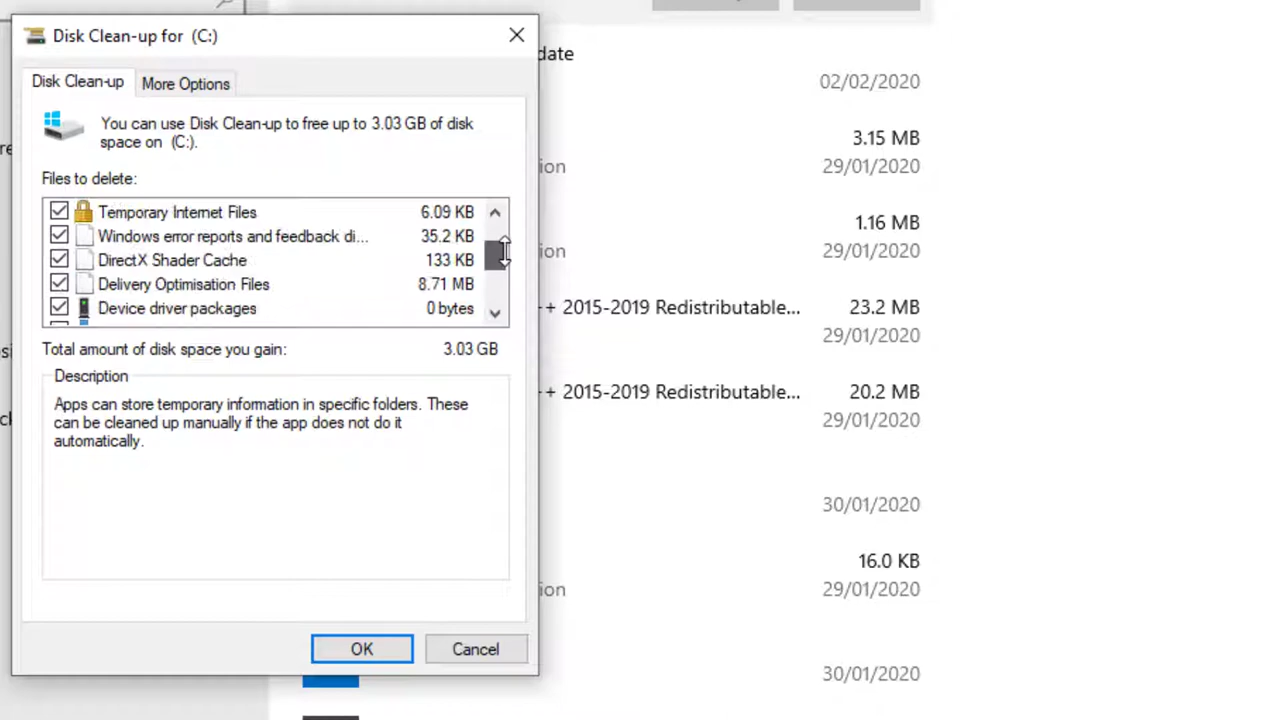 Disk Clean-up for (C:)
Disk Clean-up
More Options
You can use Disk Clean-up to free up to 3.03 GB of disk
space on (C:).
Files to delete:
Temporary Internet Files 6.09 KB
Windows error reports and feedback di... 35.2 KB
DirectX Shader Cache 133 KB
Delivery Optimisation Files 8.71 MB
Device driver packages 0 bytes
Total amount of disk space you gain: 3.03 GB
Description
Apps can store temporary information in specific folders. These
can be cleaned up manually if the app does not do it
automatically.
OK
Cancel
date
02/02/2020
3.15 MB
ion 29/01/2020
1.16 MB
ion 29/01/2020
+ 2015-2019 Redistributable... 23.2 MB
29/01/2020
+ 2015-2019 Redistributable... 20.2 MB
29/01/2020
30/01/2020
16.0 KB
ion 29/01/2020
30/01/2020